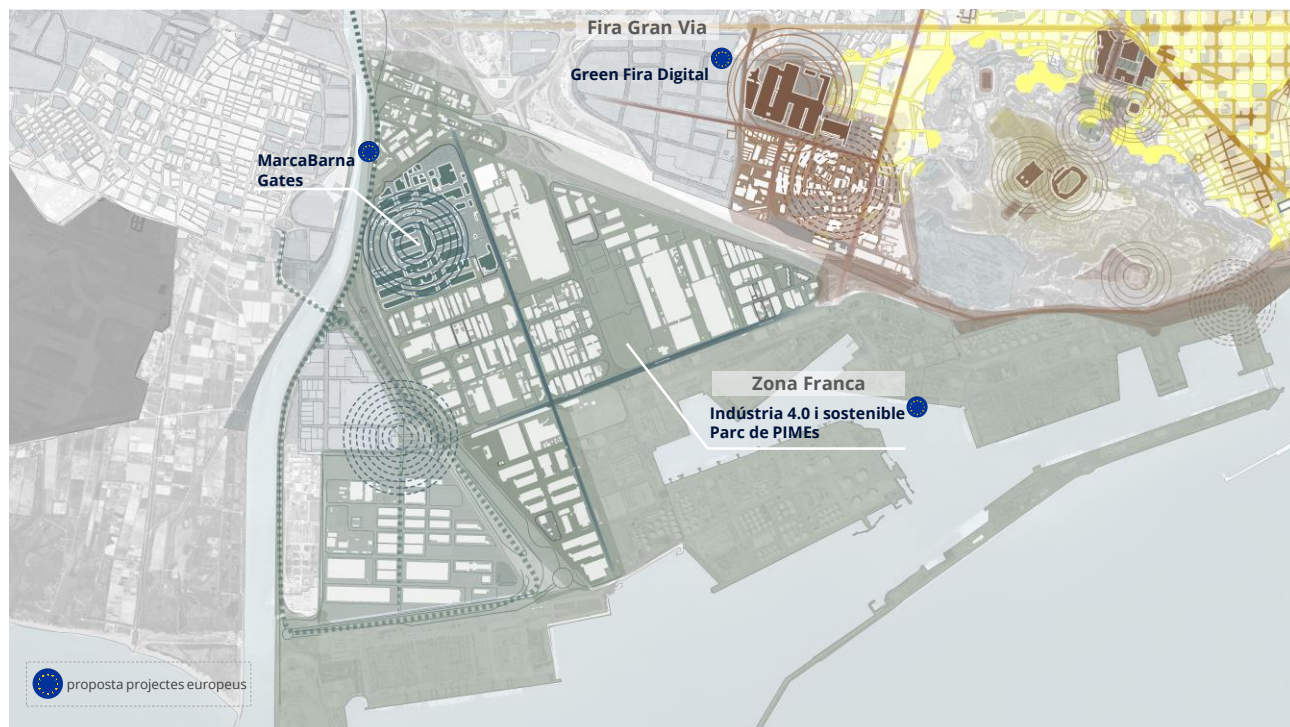 Fira Gran Via
Green Fira Digital
MarcaBarna
Gates
Zona Franca
Indústria 4.0 i sostenible
Parc de PIMEs
proposta projectes europeus